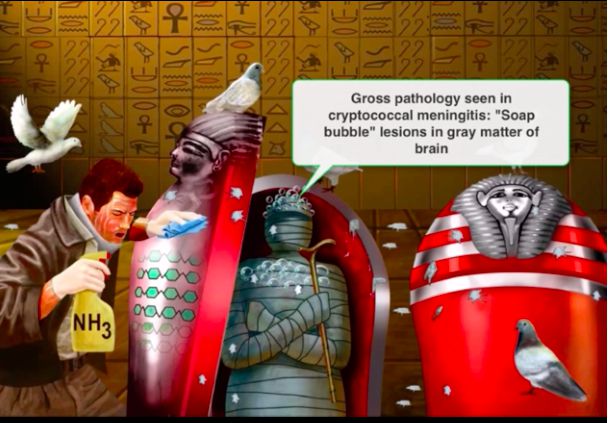 Gross pathology seen in
cryptococcal meningitis: "Soap
bubble" lesions in gray matter of
brain
NH3